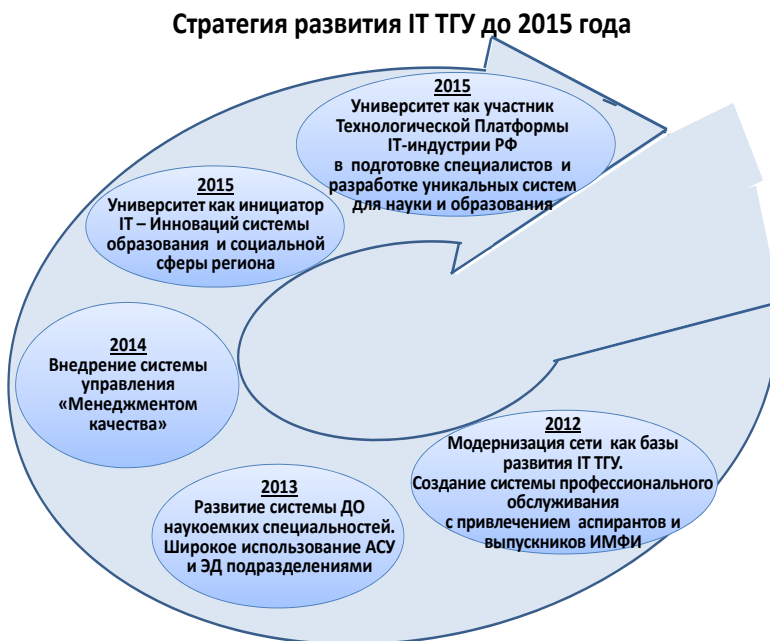 Стратегия развития IT ТГУ до 2015 года
2015
Университет как участник
Технологической Платформы
IT-индустрии РФ
в подготовке специалистов и
разработке уникальных систем
для науки и образования
2015
Университет как инициатор
IT – Инноваций системы
образования и социальной
сферы региона
2014
Внедрение системы
управления
«Менеджментом
качества»
2013
Развитие системы ДО
наукоемких специальностей.
Широкое использование АСУ
и ЭД подразделениями
2012
Модернизация сети как базы
развития IT ТГУ.
Создание системы профессионального
обслуживания
с привлечением аспирантов и
выпускников ИМФИ